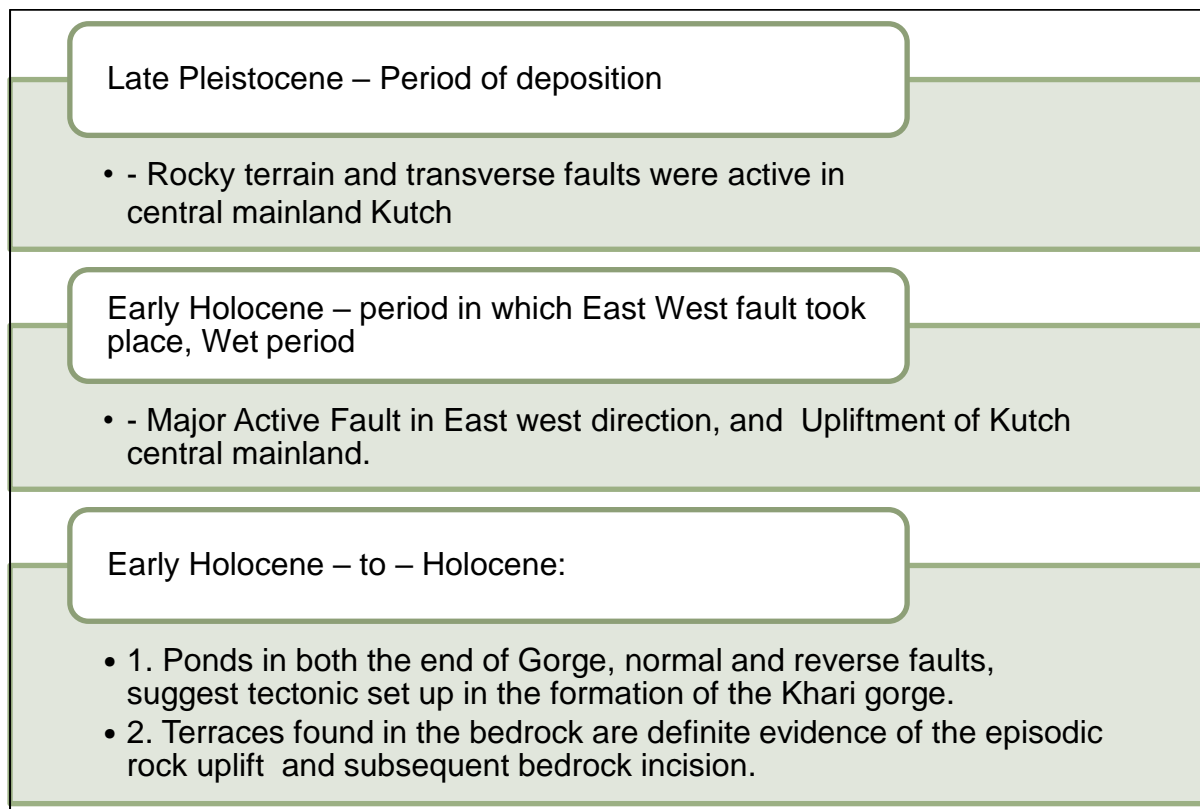 Late Pleistocene – Period of deposition
• - Rocky terrain and transverse faults were active in
central mainland Kutch
Early Holocene – period in which East West fault took
place, Wet period
• - Major Active Fault in East west direction, and  Upliftment of Kutch
central mainland.
Early Holocene – to – Holocene:
• 1. Ponds in both the end of Gorge, normal and reverse faults,
suggest tectonic set up in the formation of the Khari gorge.
• 2. Terraces found in the bedrock are definite evidence of the episodic
rock uplift  and subsequent bedrock incision.